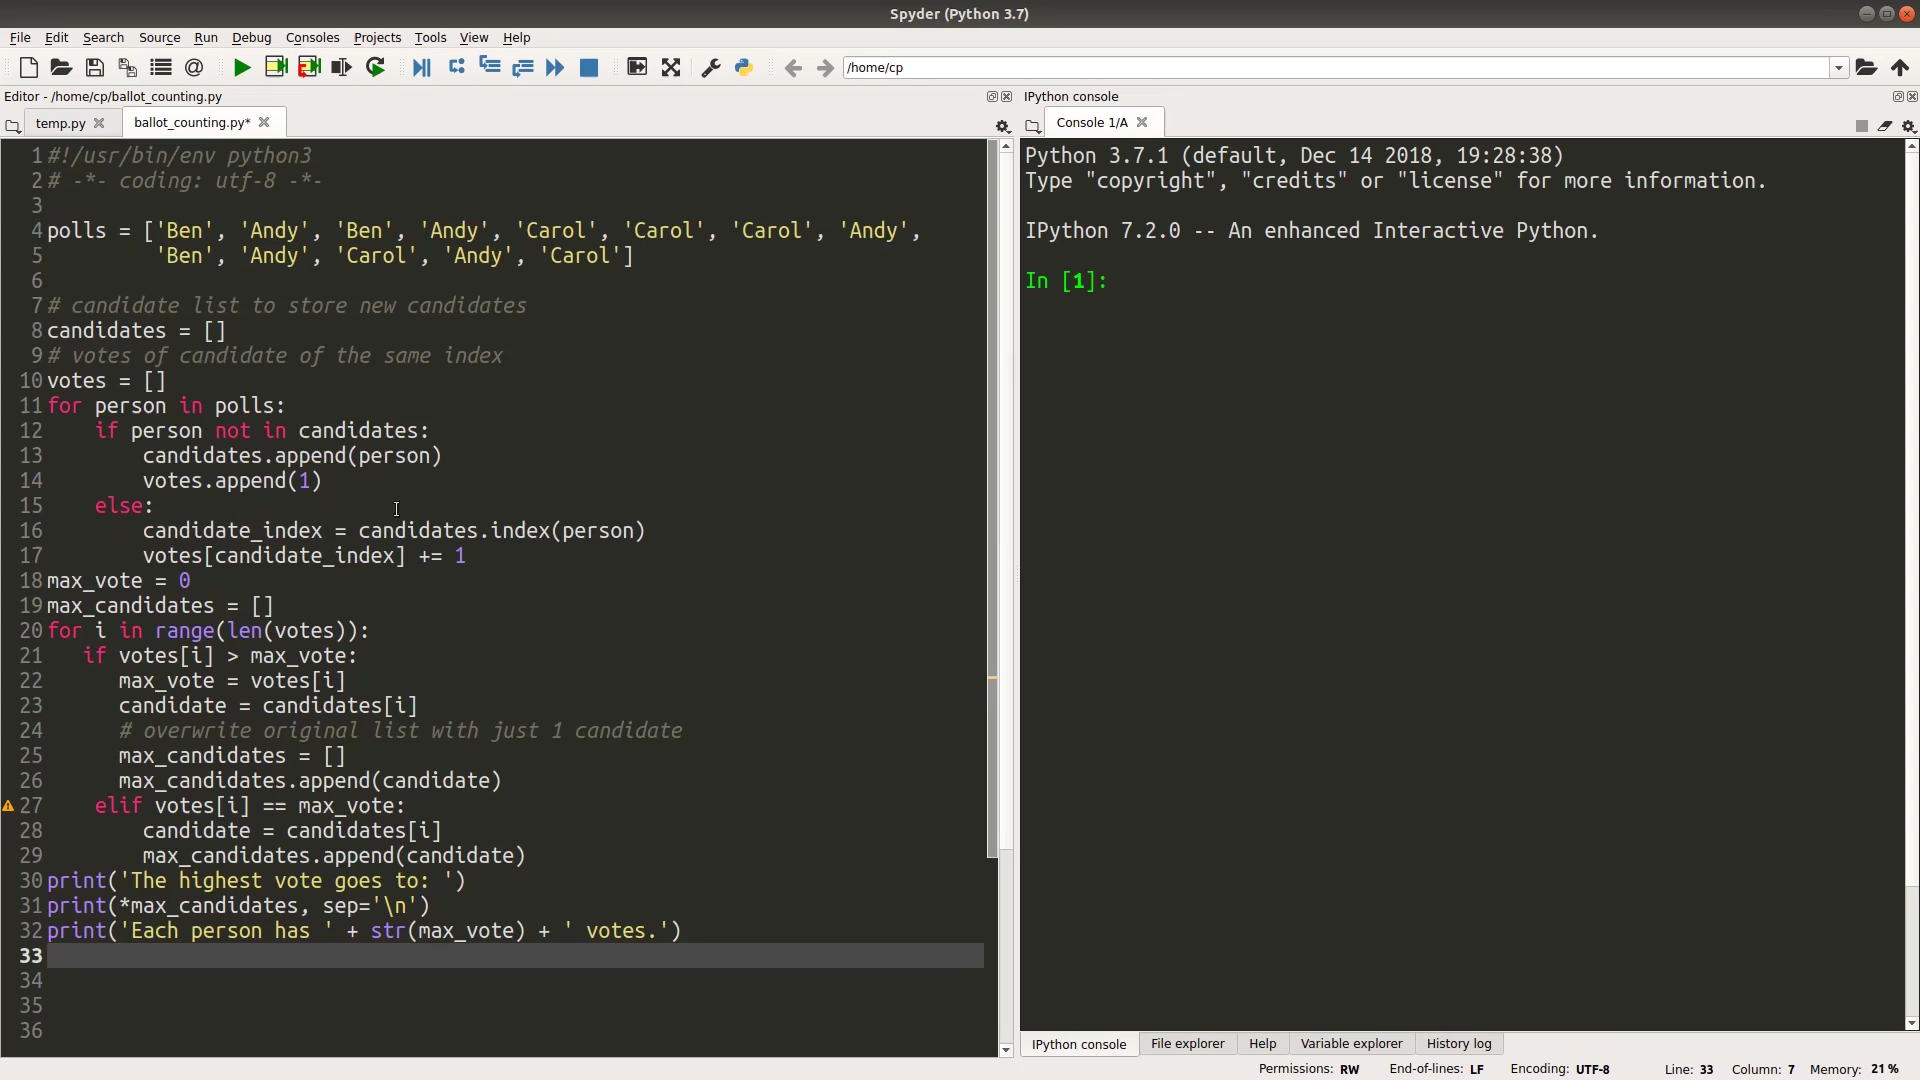 Spyder (Python 3.7)
File Edit Search Source Run Debug Consoles Projects Tools View Help
/home/cp
Editor - /home/cp/ballot_counting.py
temp.py ballot_counting.py*
1 #!/usr/bin/env python3
2 # -*- coding: utf-8 -*-
3
4 polls = ['Ben', 'Andy', 'Ben', 'Andy', 'Carol', 'Carol', 'Carol', 'Andy',
5          'Ben', 'Andy', 'Carol', 'Andy', 'Carol']
6
7 # candidate list to store new candidates
8 candidates = []
9 # votes of candidate of the same index
10 votes = []
11 for person in polls:
12     if person not in candidates:
13         candidates.append(person)
14         votes.append(1)
15     else:
16         candidate_index = candidates.index(person)
17         votes[candidate_index] += 1
18 max_vote = 0
19 max_candidates = []
20 for i in range(len(votes)):
21    if votes[i] > max_vote:
22       max_vote = votes[i]
23       candidate = candidates[i]
24       # overwrite original list with just 1 candidate
25       max_candidates = []
26       max_candidates.append(candidate)
27     elif votes[i] == max_vote:
28         candidate = candidates[i]
29         max_candidates.append(candidate)
30 print('The highest vote goes to: ')
31 print(*max_candidates, sep='\n')
32 print('Each person has ' + str(max_vote) + ' votes.')
33
34
35
36
IPython console
Console 1/A
Python 3.7.1 (default, Dec 14 2018, 19:28:38)
Type "copyright", "credits" or "license" for more information.
IPython 7.2.0 -- An enhanced Interactive Python.
In [1]:
IPython console File explorer Help Variable explorer History log
Permissions: RW End-of-lines: LF Encoding: UTF-8 Line: 33 Column: 7 Memory: 21 %